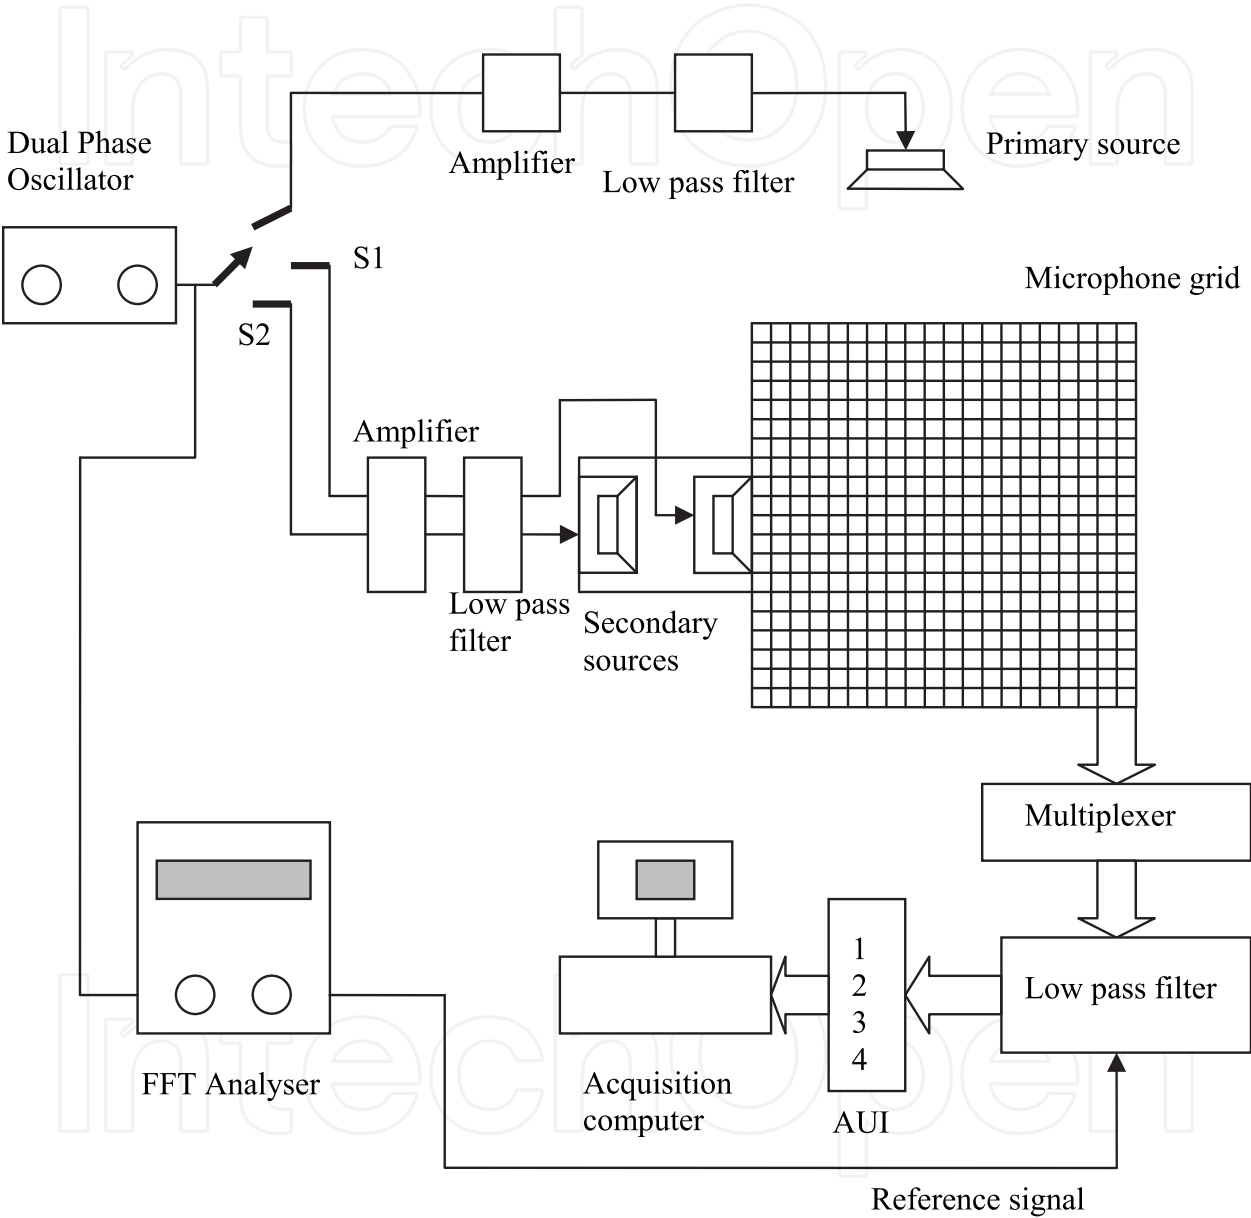 IntechOpen
Dual Phase
Oscillator
Amplifier
Low pass filter
Primary source
S1
S2
Microphone grid
Amplifier
Low pass
filter
Secondary
sources
Multiplexer
Low pass filter
1
2
3
4
AUI
Acquisition
computer
FFT Analyser
Reference signal
IntechOpen